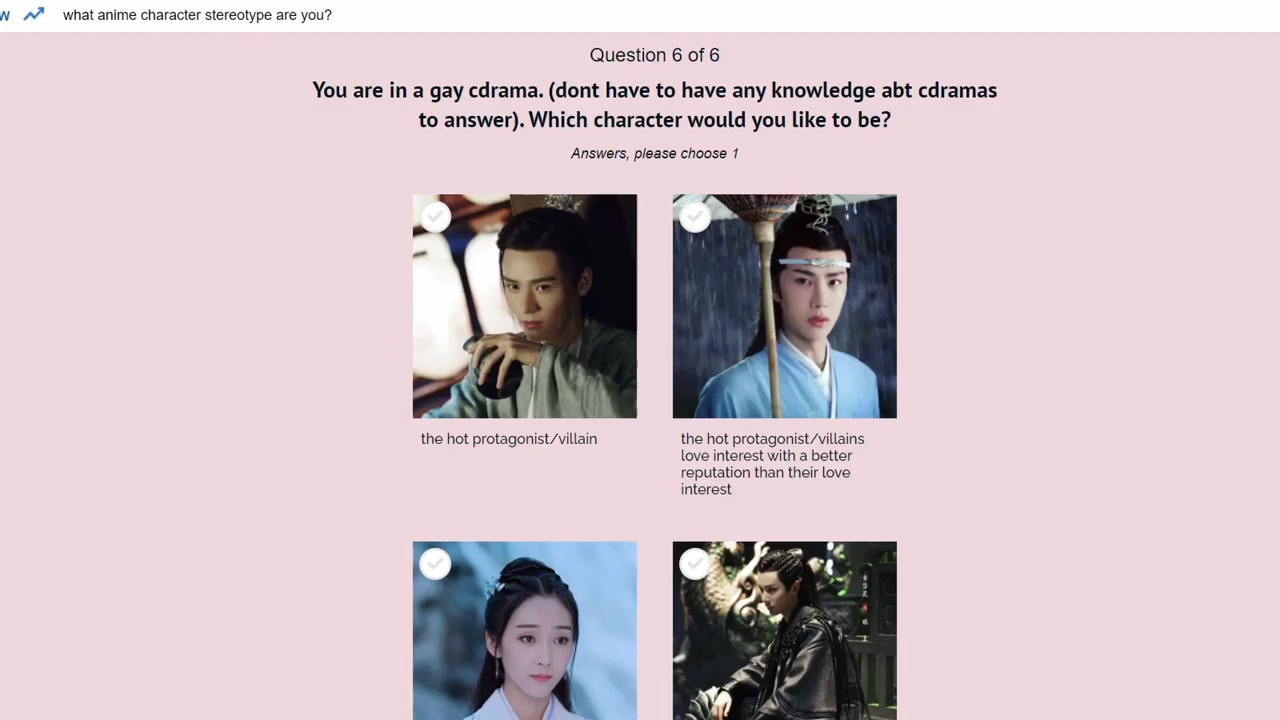 w what anime character stereotype are you?
Question 6 of 6
You are in a gay cdrama. (dont have to have any knowledge abt cdramas
to answer). Which character would you like to be?
Answers, please choose 1
the hot protagonist/villain
the hot protagonist/villains
love interest with a better
reputation than their love
interest